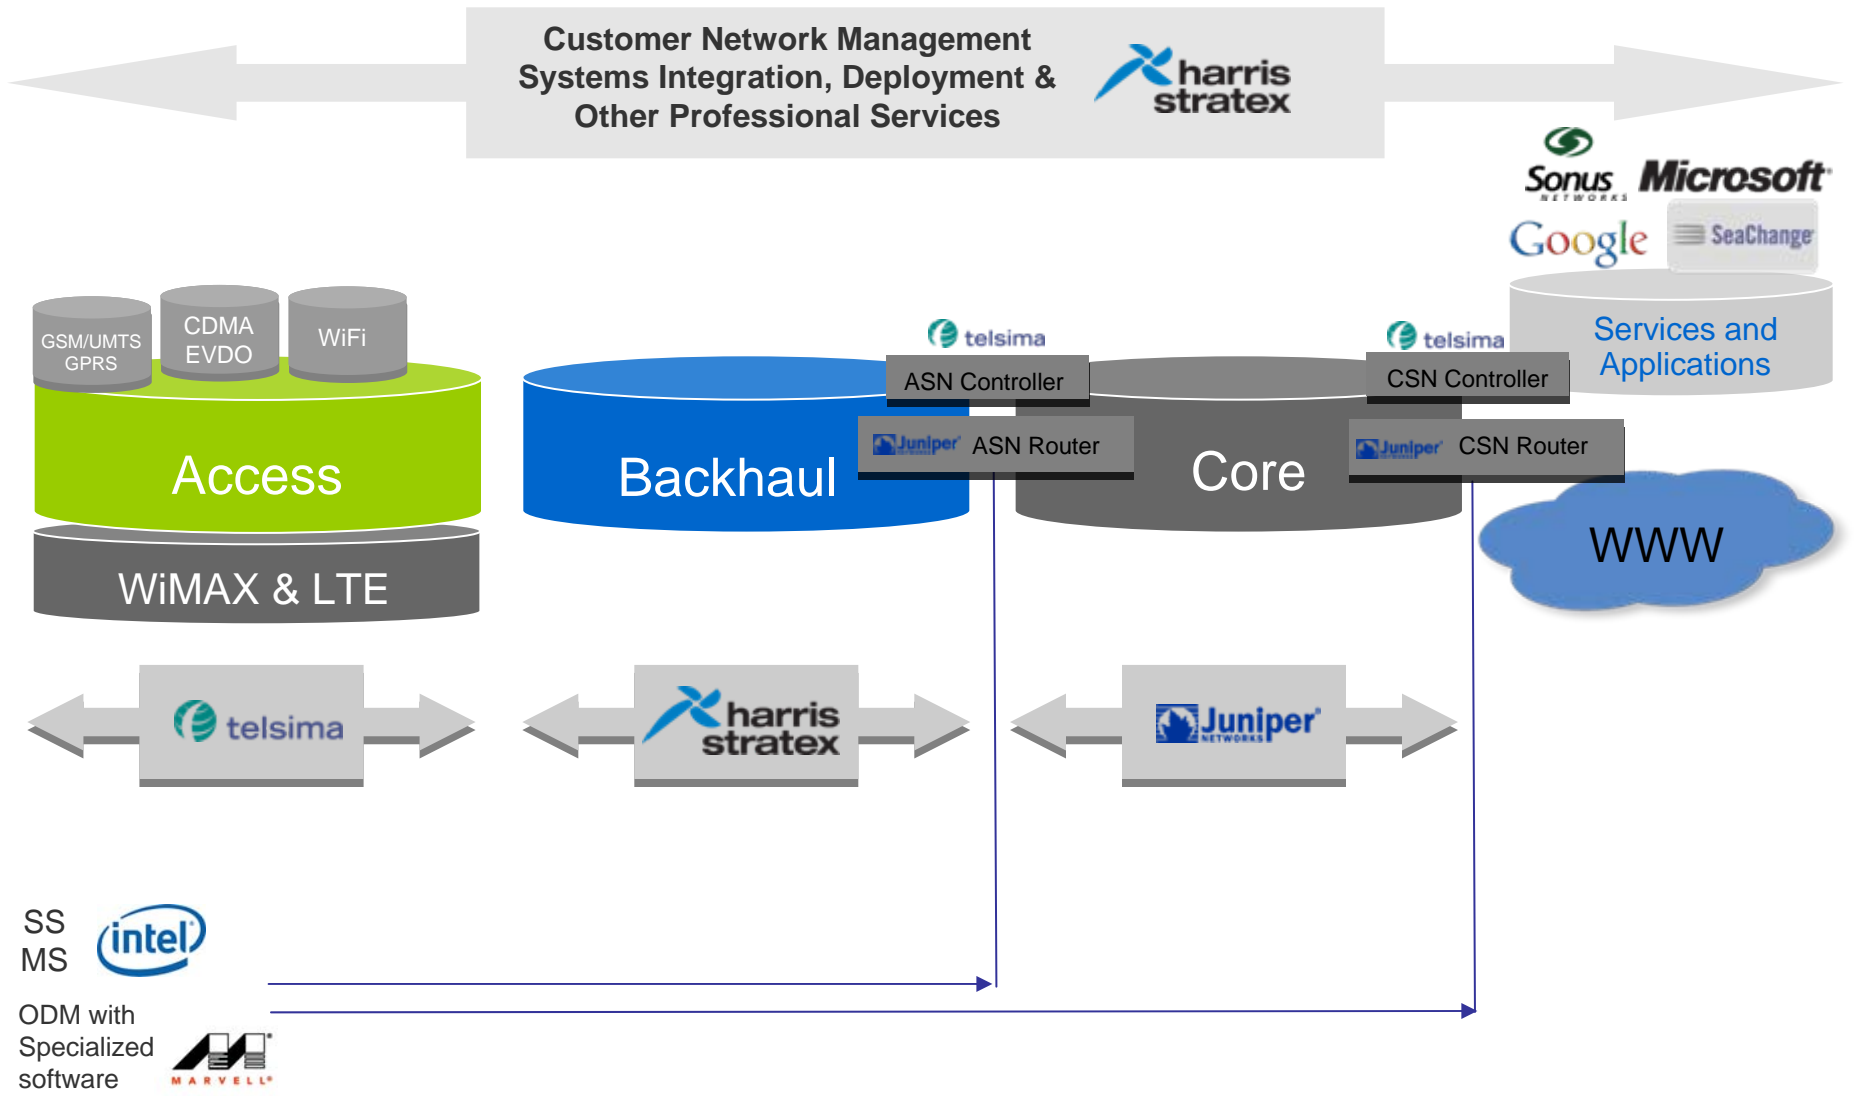 Customer Network Management
Systems Integration, Deployment &
Other Professional Services
harris
stratex
Sonus
NETWORKS
Microsoft
Google
SeaChange
GSM/UMTS
GPRS
CDMA
EVDO
WiFi
telsima
telsima
Services and
Applications
ASN Controller
CSN Controller
Juniper
NETWORKS
ASN Router
Juniper
NETWORKS
CSN Router
Access
Backhaul
Core
WWW
WiMAX & LTE
telsima
harris
stratex
Juniper
NETWORKS
SS
MS
intel
ODM with
Specialized
software
MARVELL®